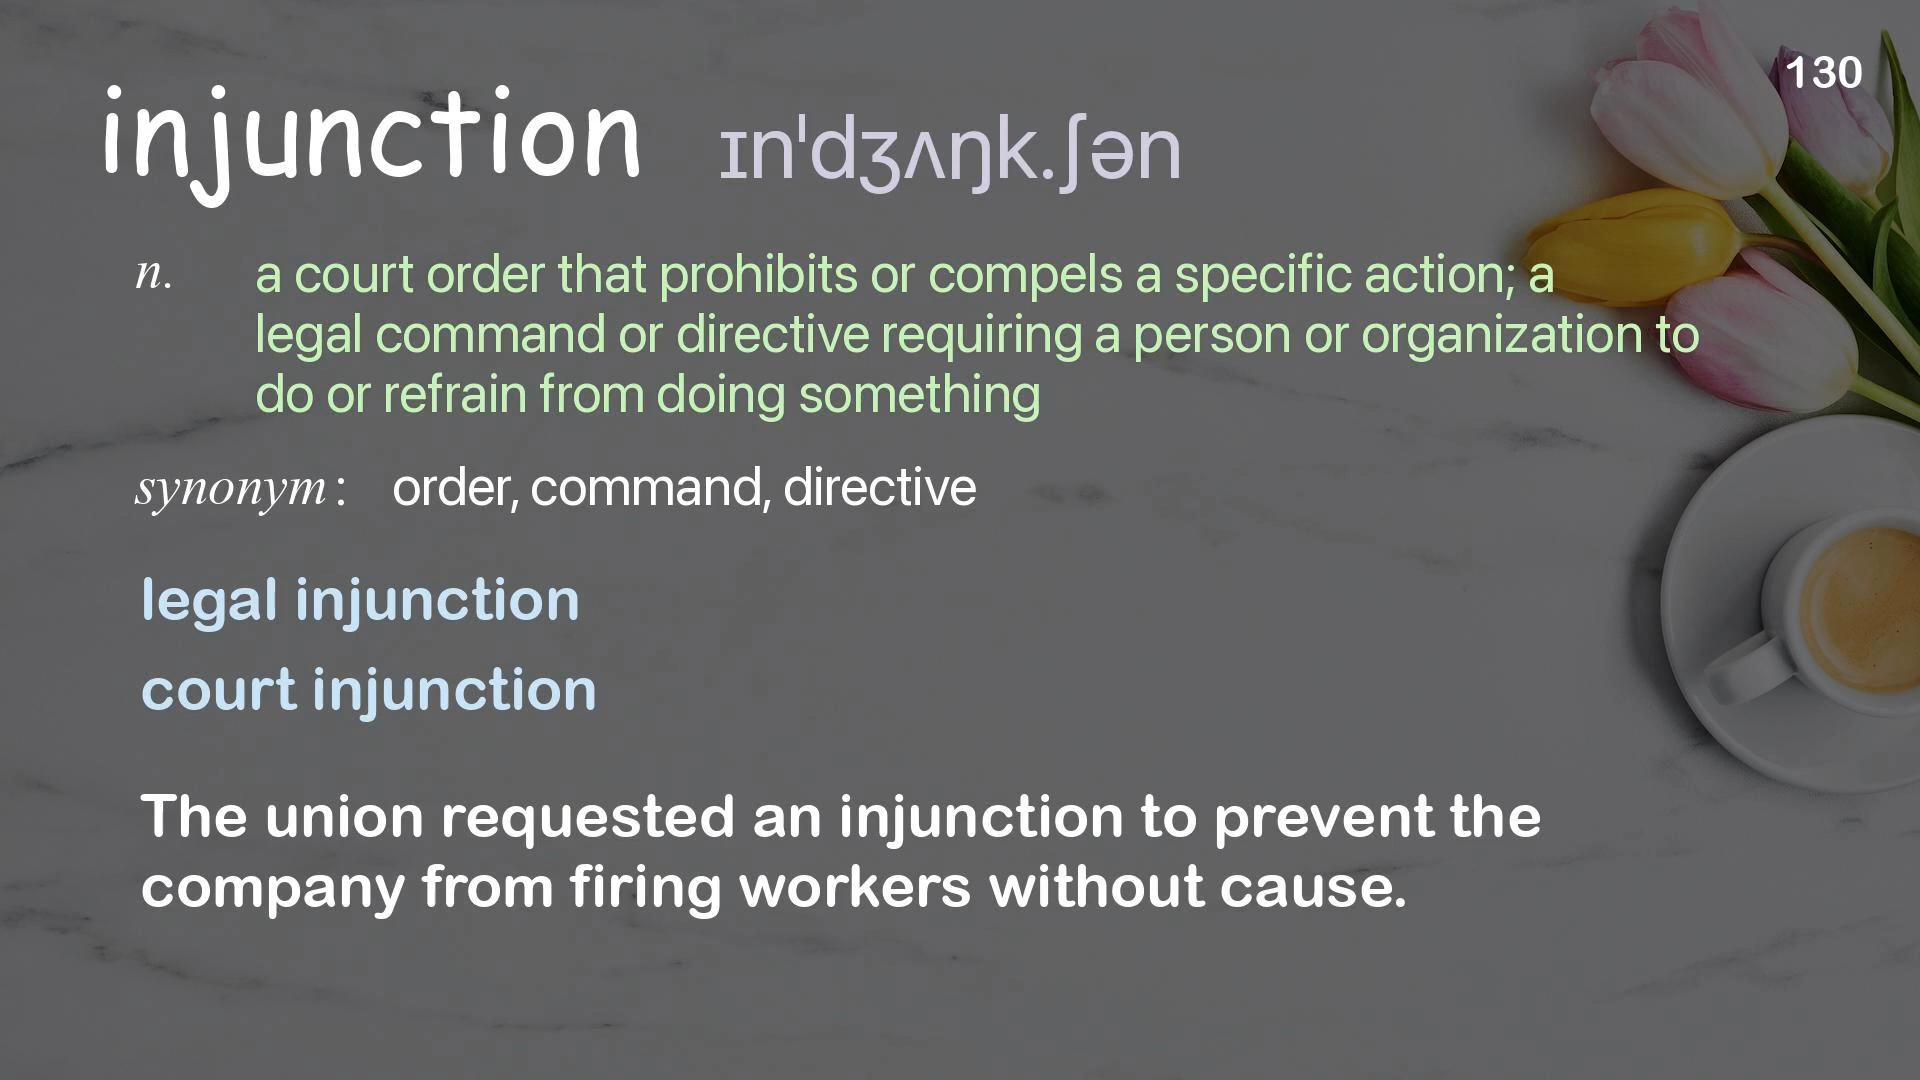 130
injunction ɪnˈdʒʌŋk.ʃən
n. a court order that prohibits or compels a specific action; a
legal command or directive requiring a person or organization to
do or refrain from doing something
synonym: order, command, directive
legal injunction
court injunction
The union requested an injunction to prevent the
company from firing workers without cause.